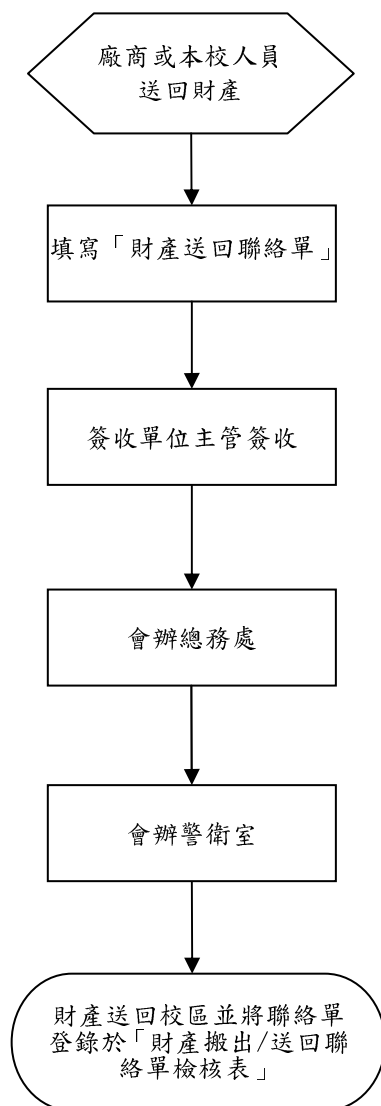 廠商或本校人員
送回財產
填寫「財產送回聯絡單」
簽收單位主管簽收
會辦總務處
會辦警衛室
財產送回校區並將聯絡單
登錄於「財產搬出/送回聯
絡單檢核表」